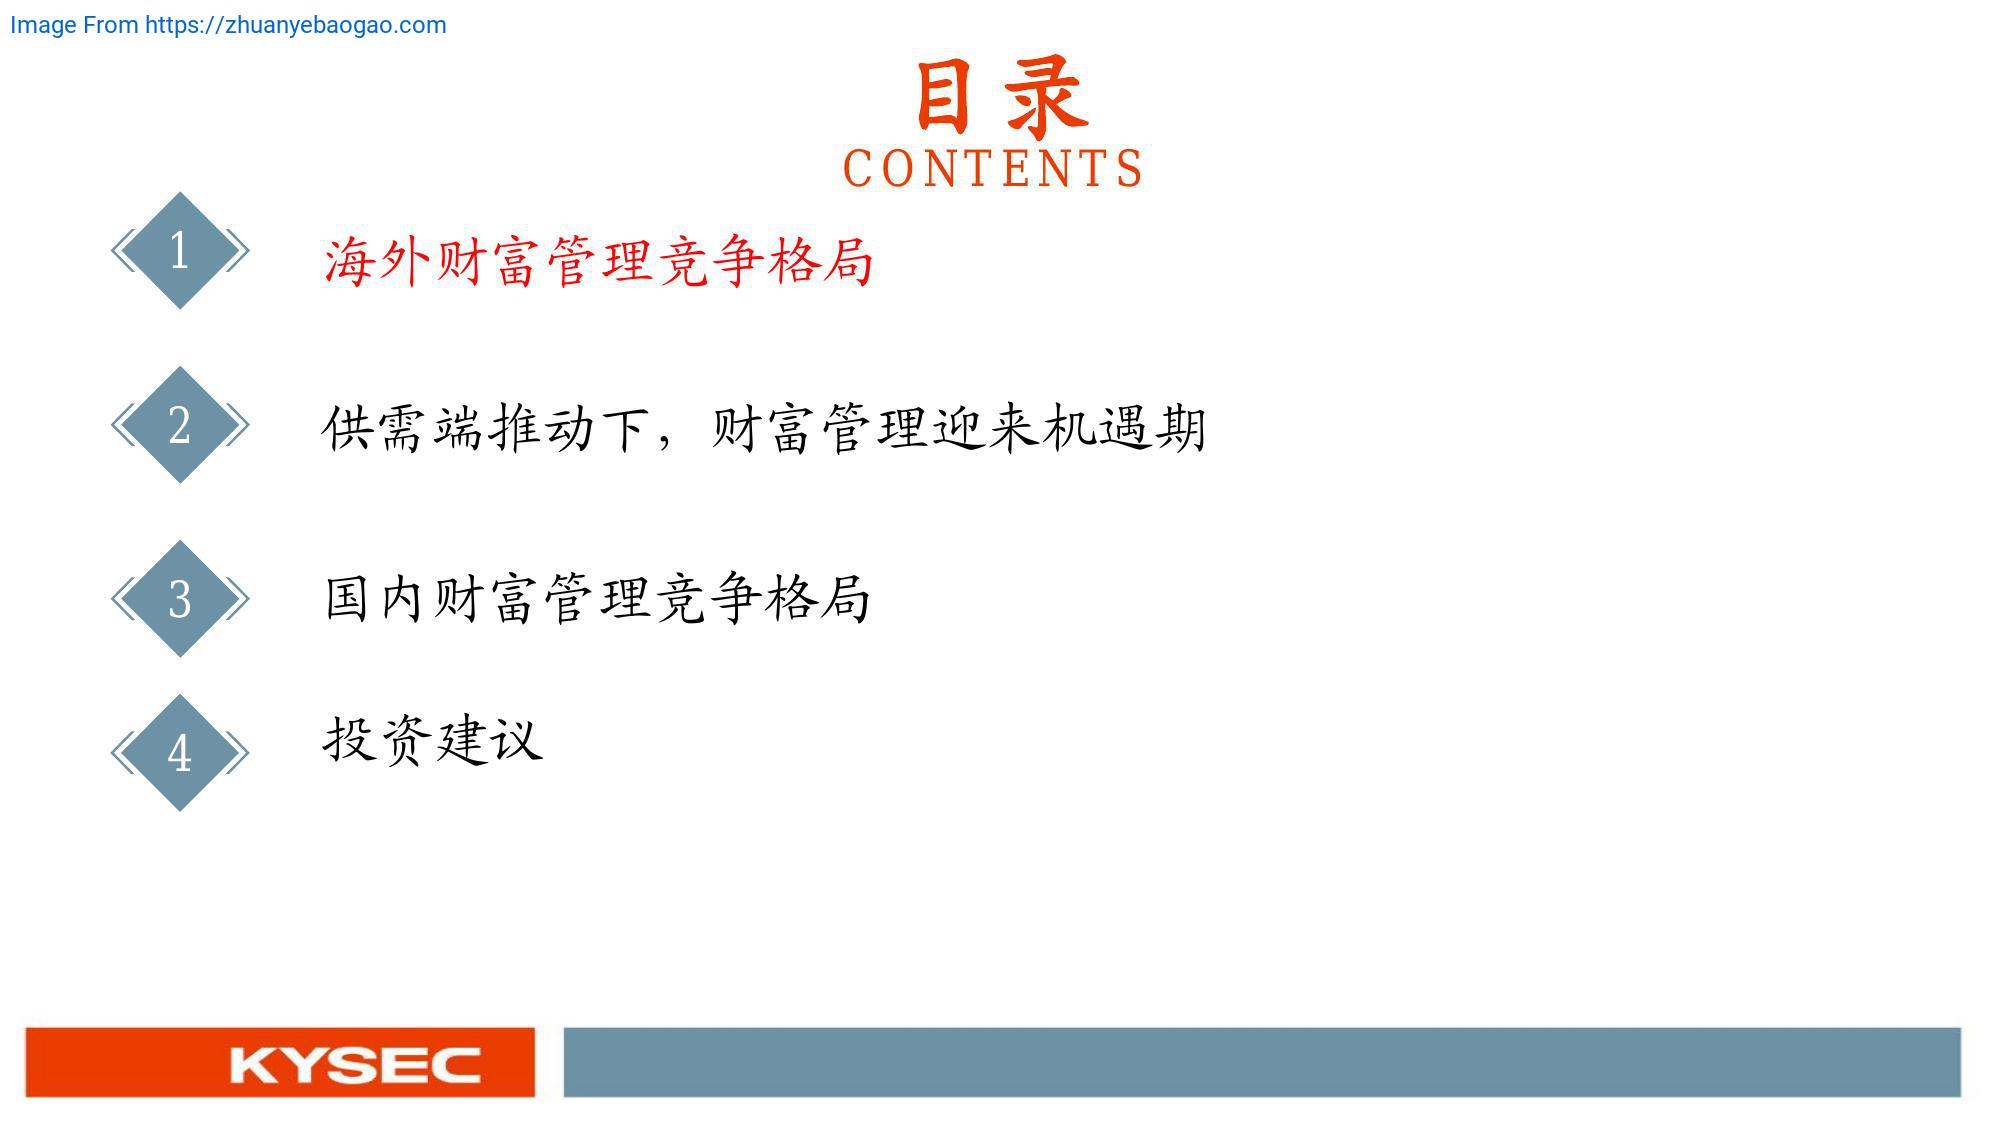 Image From https://zhuanyebaogao.com
目录
CONTENTS
1 海外财富管理竞争格局
2 供需端推动下，财富管理迎来机遇期
3 国内财富管理竞争格局
4 投资建议
KYSEC